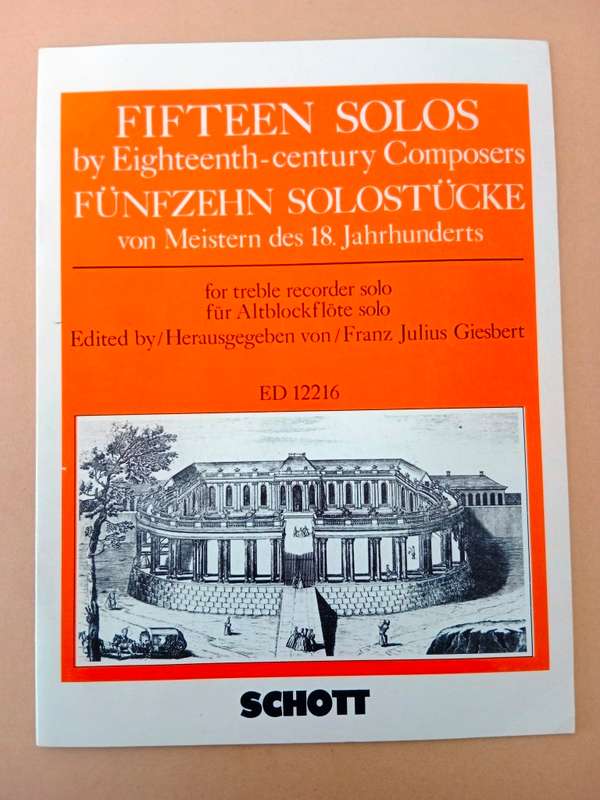 FIFTEEN SOLOS
by Eighteenth-century Composers
FÜNFZEHN SOLOSTÜCKE
von Meistern des 18. Jahrhunderts
for treble recorder solo
für Altblockflöte solo
Edited by/Herausgegeben von/Franz Julius Giesbert
ED 12216
SCHOTT